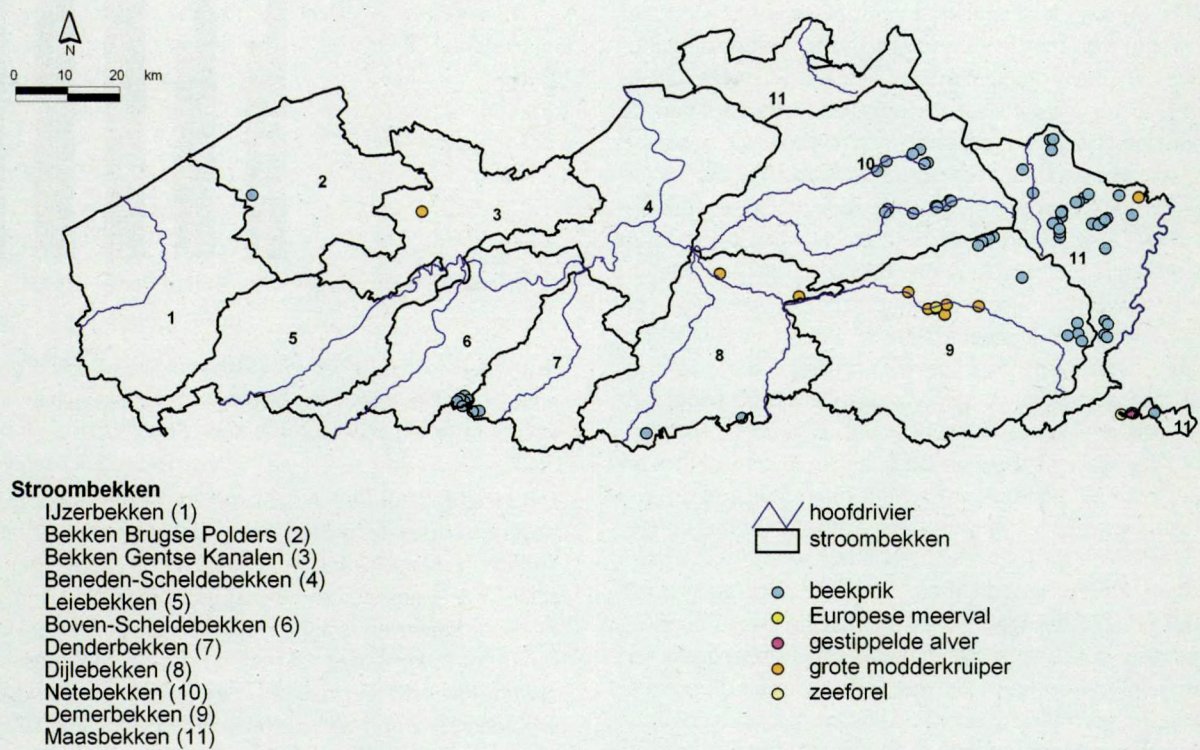 N
0 10 20 km
11
10
2
3
4
11
1
5
6
7
8
9
11
Stroombekken
IJzerbekken (1)
Bekken Brugse Polders (2)
Bekken Gentse Kanalen (3)
Beneden-Scheldebekken (4)
Leiebekken (5)
Boven-Scheldebekken (6)
Denderbekken (7)
Dijlebekken (8)
Netebekken (10)
Demerbekken (9)
Maasbekken (11)
hoofdrivier
stroombekken
beekprik
Europese meerval
gestippelde alver
grote modderkruiper
zeeforel